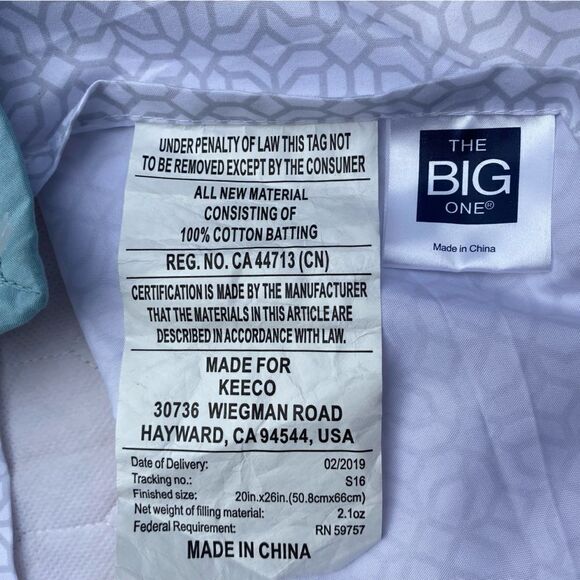 UNDER PENALTY OF LAW THIS TAG NOT
TO BE REMOVED EXCEPT BY THE CONSUMER
ALL NEW MATERIAL
CONSISTING OF
100% COTTON BATTING
REG. NO. CA 44713 (CN)
CERTIFICATION IS MADE BY THE MANUFACTURER
THAT THE MATERIALS IN THIS ARTICLE ARE
DESCRIBED IN ACCORDANCE WITH LAW.
MADE FOR
KEECO
30736 WIEGMAN ROAD
HAYWARD, CA 94544, USA
Date of Delivery: 02/2019
Tracking no.: S16
Finished size: 20in.x26in.(50.8cmx66cm)
Net weight of filling material: 2.1oz
Federal Requirement: RN 59757
MADE IN CHINA
THE
BIG
ONE®
Made in China